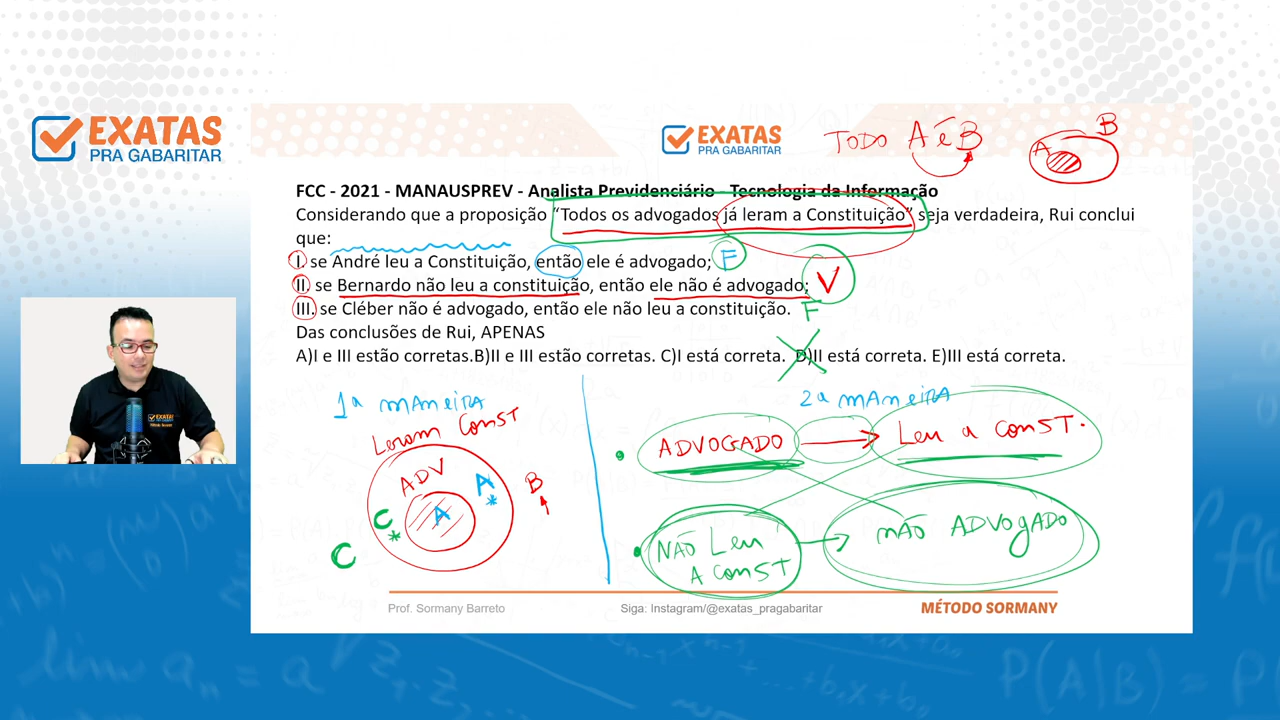 EXATAS
PRA GABARITAR
EXATAS
PRA GABARITAR
TODO A é B
A
B
FCC - 2021 - MANAUSPREV - Analista Previdenciário - Tecnologia da Informação
Considerando que a proposição “Todos os advogados já leram a Constituição” seja verdadeira, Rui conclui
que:
I. se André leu a Constituição, então ele é advogado; F
II. se Bernardo não leu a constituição, então ele não é advogado; V
III. se Cléber não é advogado, então ele não leu a constituição. F
Das conclusões de Rui, APENAS
A)I e III estão corretas.B)II e III estão corretas. C)I está correta. D)II está correta. E)III está correta.
1a mAneirA
Leram ConST
ADV
A
A
B
C
C
2a mAneirA
ADVOGADO
Leu a consT.
NÃO Leu
A consT
nÃO ADVOgADO
Prof. Sormany Barreto
Siga: Instagram/@exatas_pragabaritar
MÉTODO SORMANY
lim aₙ = a
P(A|B) =